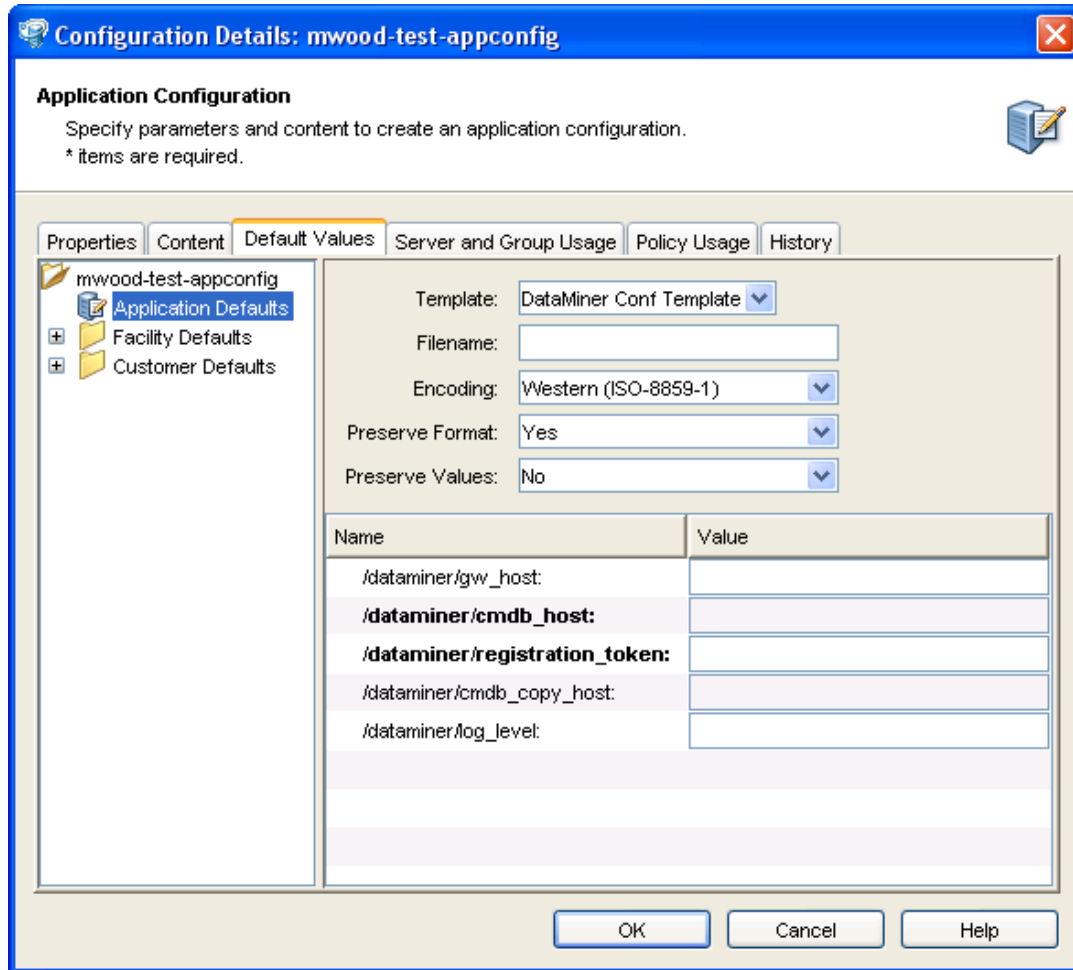 Configuration Details: mwood-test-appconfig
Application Configuration
Specify parameters and content to create an application configuration.
* items are required.
Properties Content Default Values Server and Group Usage Policy Usage History
mwood-test-appconfig
Application Defaults
Facility Defaults
Customer Defaults
Template: DataMiner Conf Template
Filename:
Encoding: Western (ISO-8859-1)
Preserve Format: Yes
Preserve Values: No
Name Value
/dataminer/gw_host:
/dataminer/cmdb_host:
/dataminer/registration_token:
/dataminer/cmdb_copy_host:
/dataminer/log_level:
OK Cancel Help